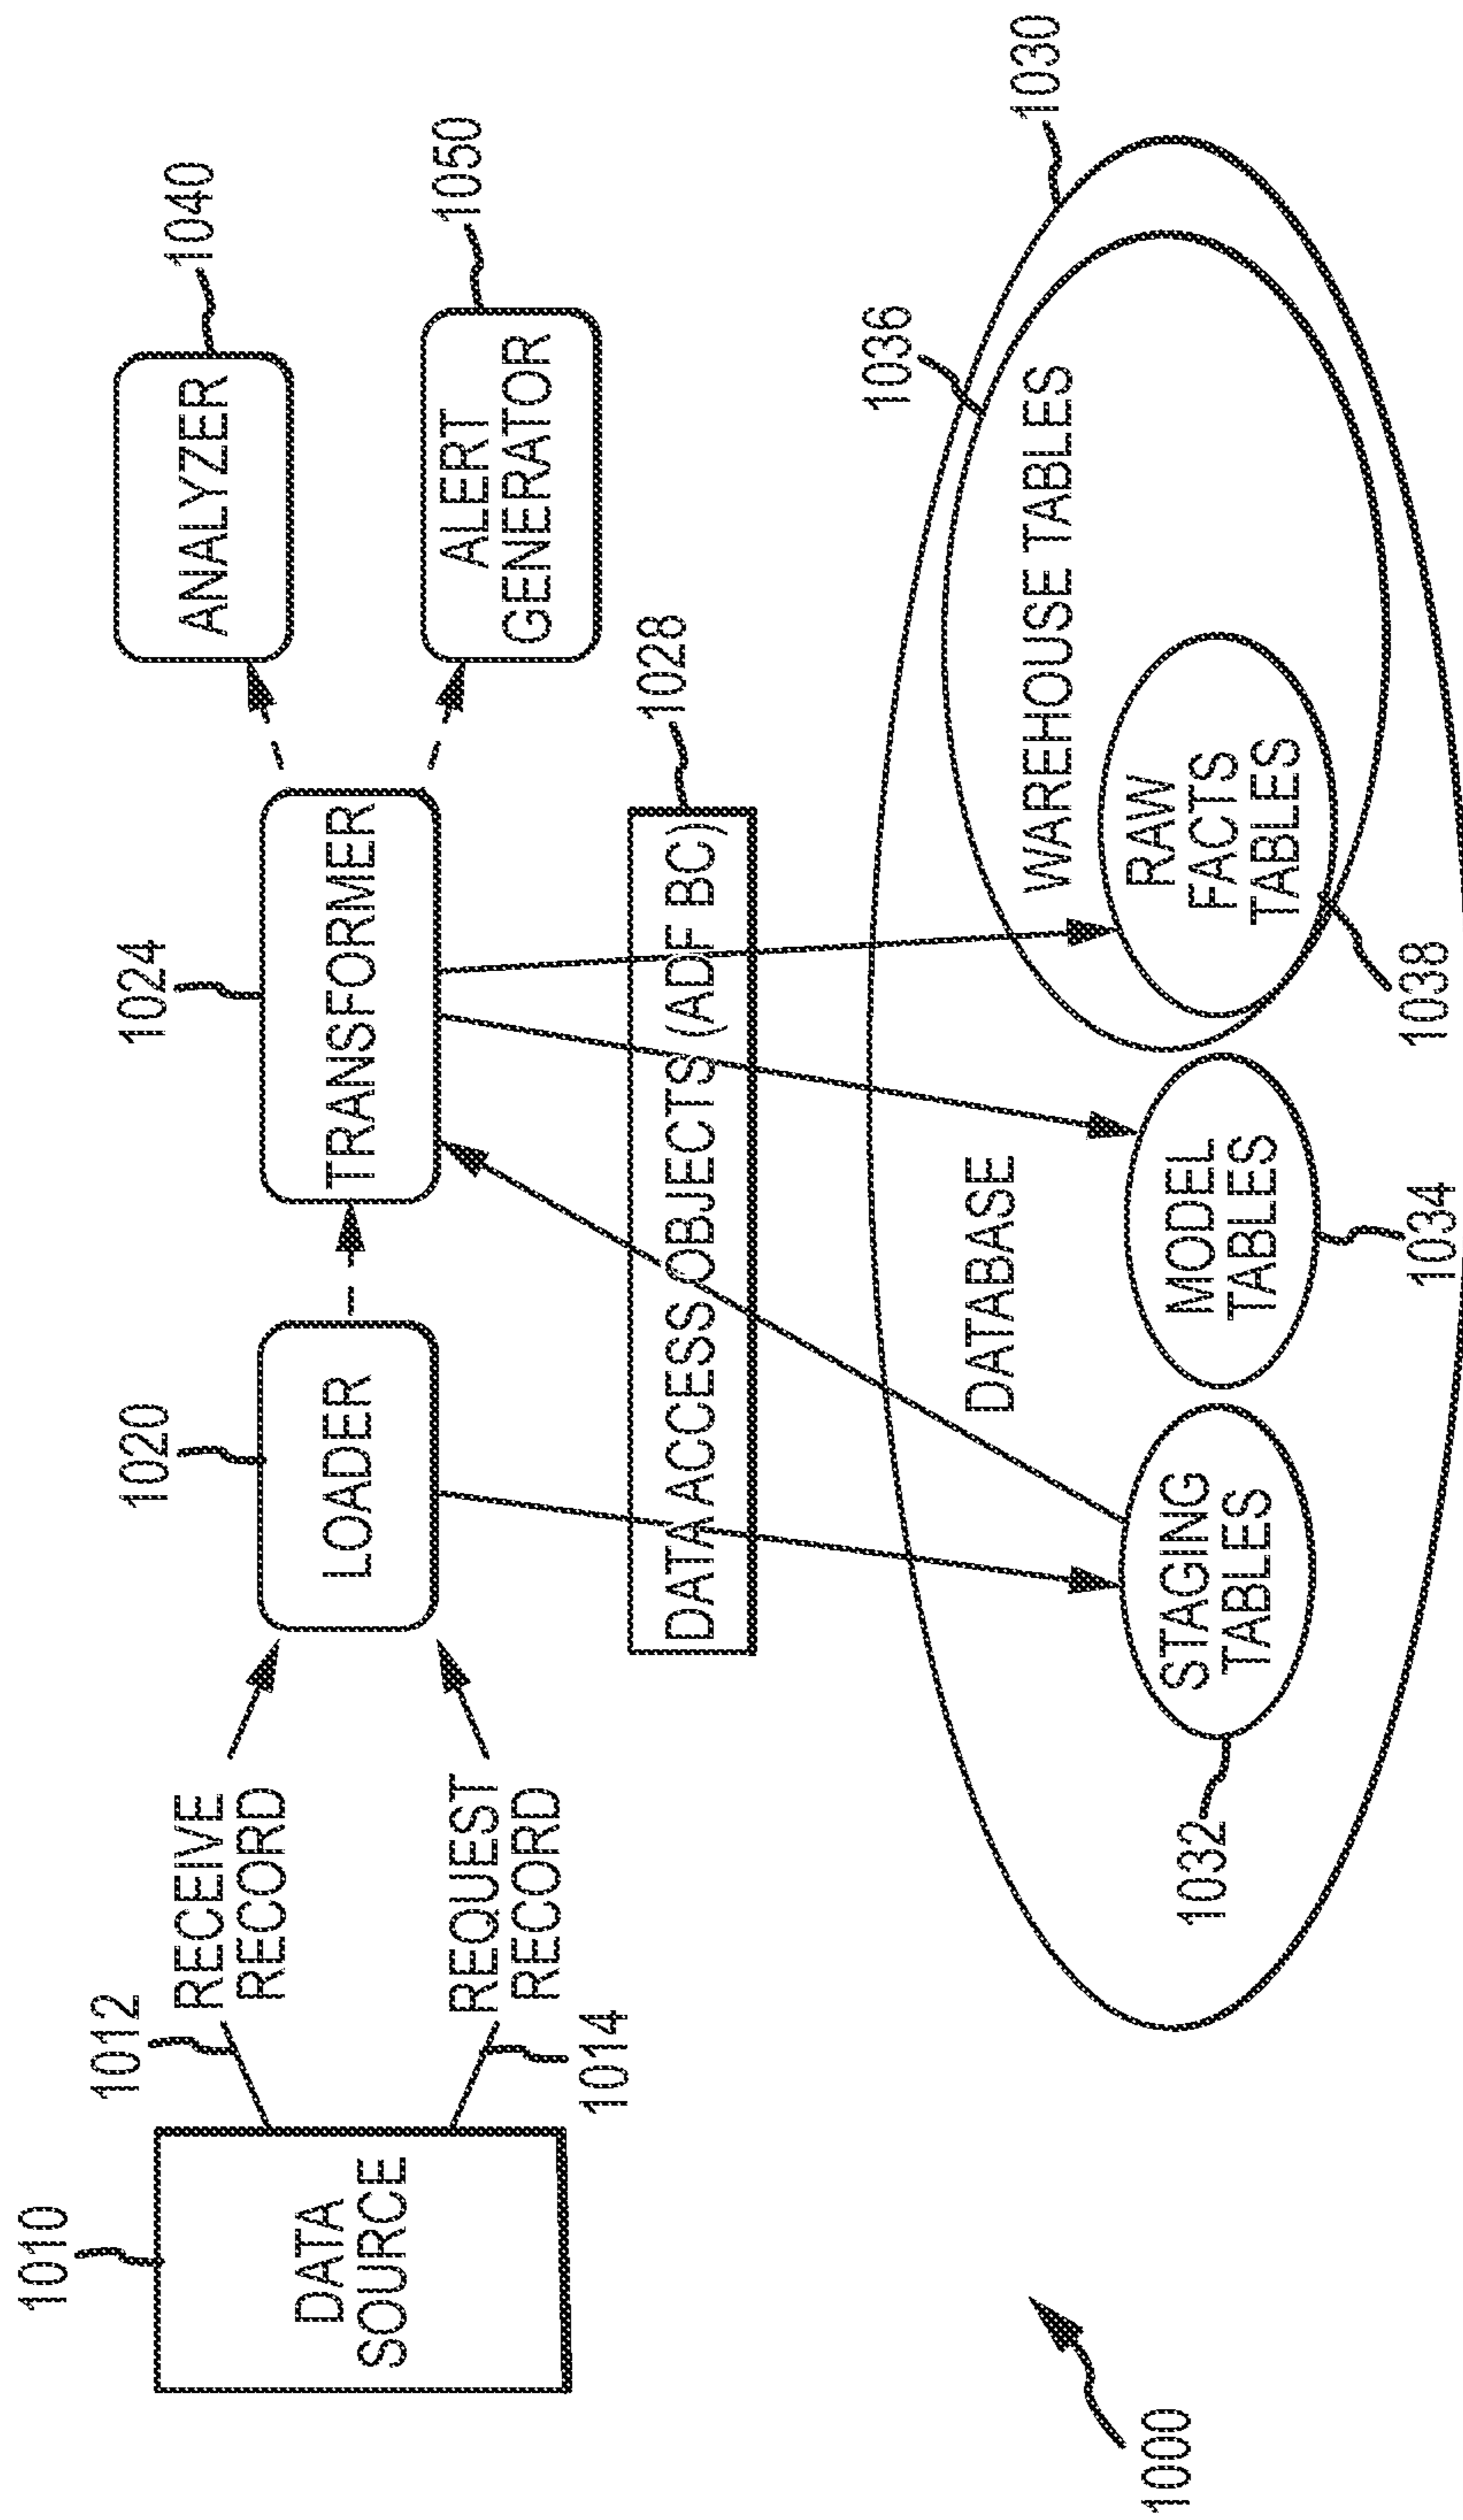 1010
DATA
SOURCE
1012
RECEIVE
RECORD
REQUEST
RECORD
1014
1020
LOADER
1024
TRANSFORMER
ANALYZER
1040
ALERT
GENERATOR
1050
DATA ACCESS OBJECTS (ADF BC)
1028
DATABASE
1030
STAGING
TABLES
1032
MODEL
TABLES
1034
WAREHOUSE TABLES
1036
RAW
FACTS
TABLES
1038
1000